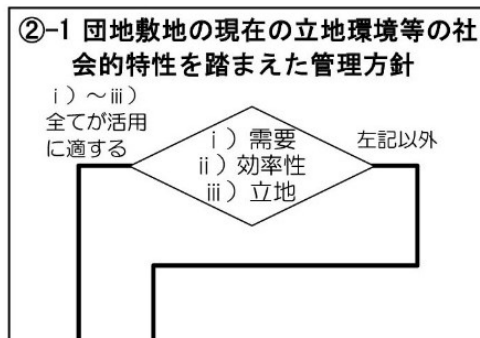 ②-1 団地敷地の現在の立地環境等の社
会的特性を踏まえた管理方針
ⅰ）～ⅲ）
全てが活用
に適する
ⅰ）需要
ⅱ）効率性
ⅲ）立地
左記以外